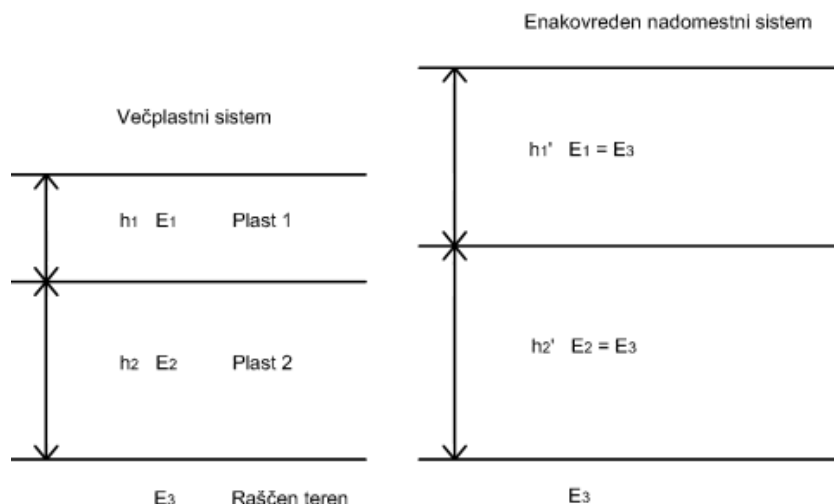 Večplastni sistem
h1 E1 Plast 1
h2 E2 Plast 2
E3 Raščen teren
Enakovreden nadomestni sistem
h1' E1 = E3
h2' E2 = E3
E3